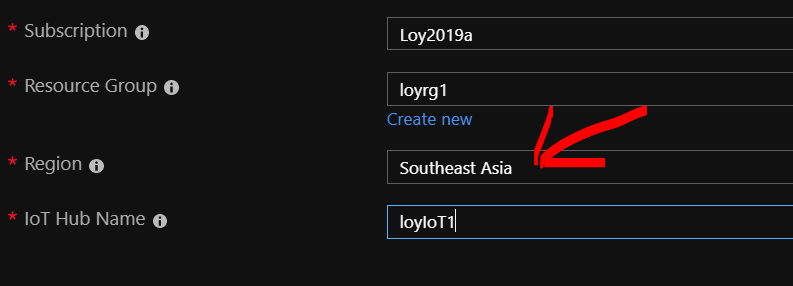 * Subscription Loy2019a
* Resource Group loyrg1
Create new
* Region Southeast Asia
* IoT Hub Name loyIoT1